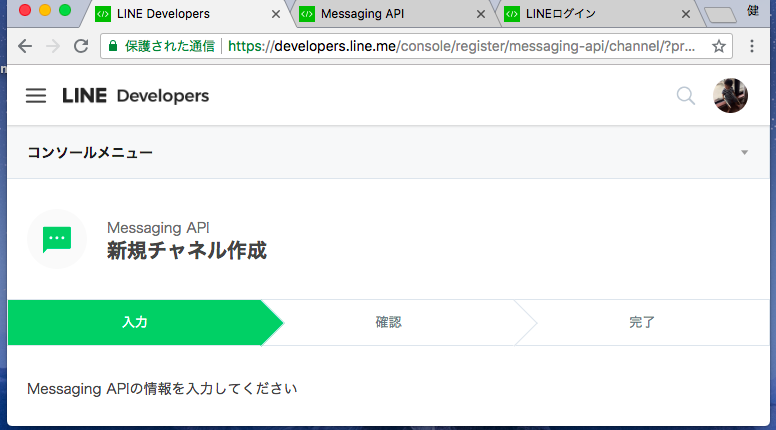 LINE Developers
Messaging API
LINEログイン
健
保護された通信
https://developers.line.me/console/register/messaging-api/channel/?pr...
LINE Developers
コンソールメニュー
Messaging API
新規チャネル作成
入力
確認
完了
Messaging APIの情報を入力してください